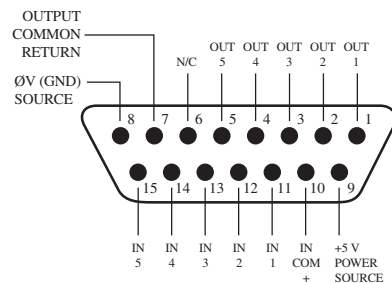 OUTPUT
COMMON
RETURN
ØV (GND)
SOURCE
N/C
OUT
5
OUT
4
OUT
3
OUT
2
OUT
1
8 7 6 5 4 3 2 1
15 14 13 12 11 10 9
IN
5
IN
4
IN
3
IN
2
IN
1
IN
COM
+
+5 V
POWER
SOURCE